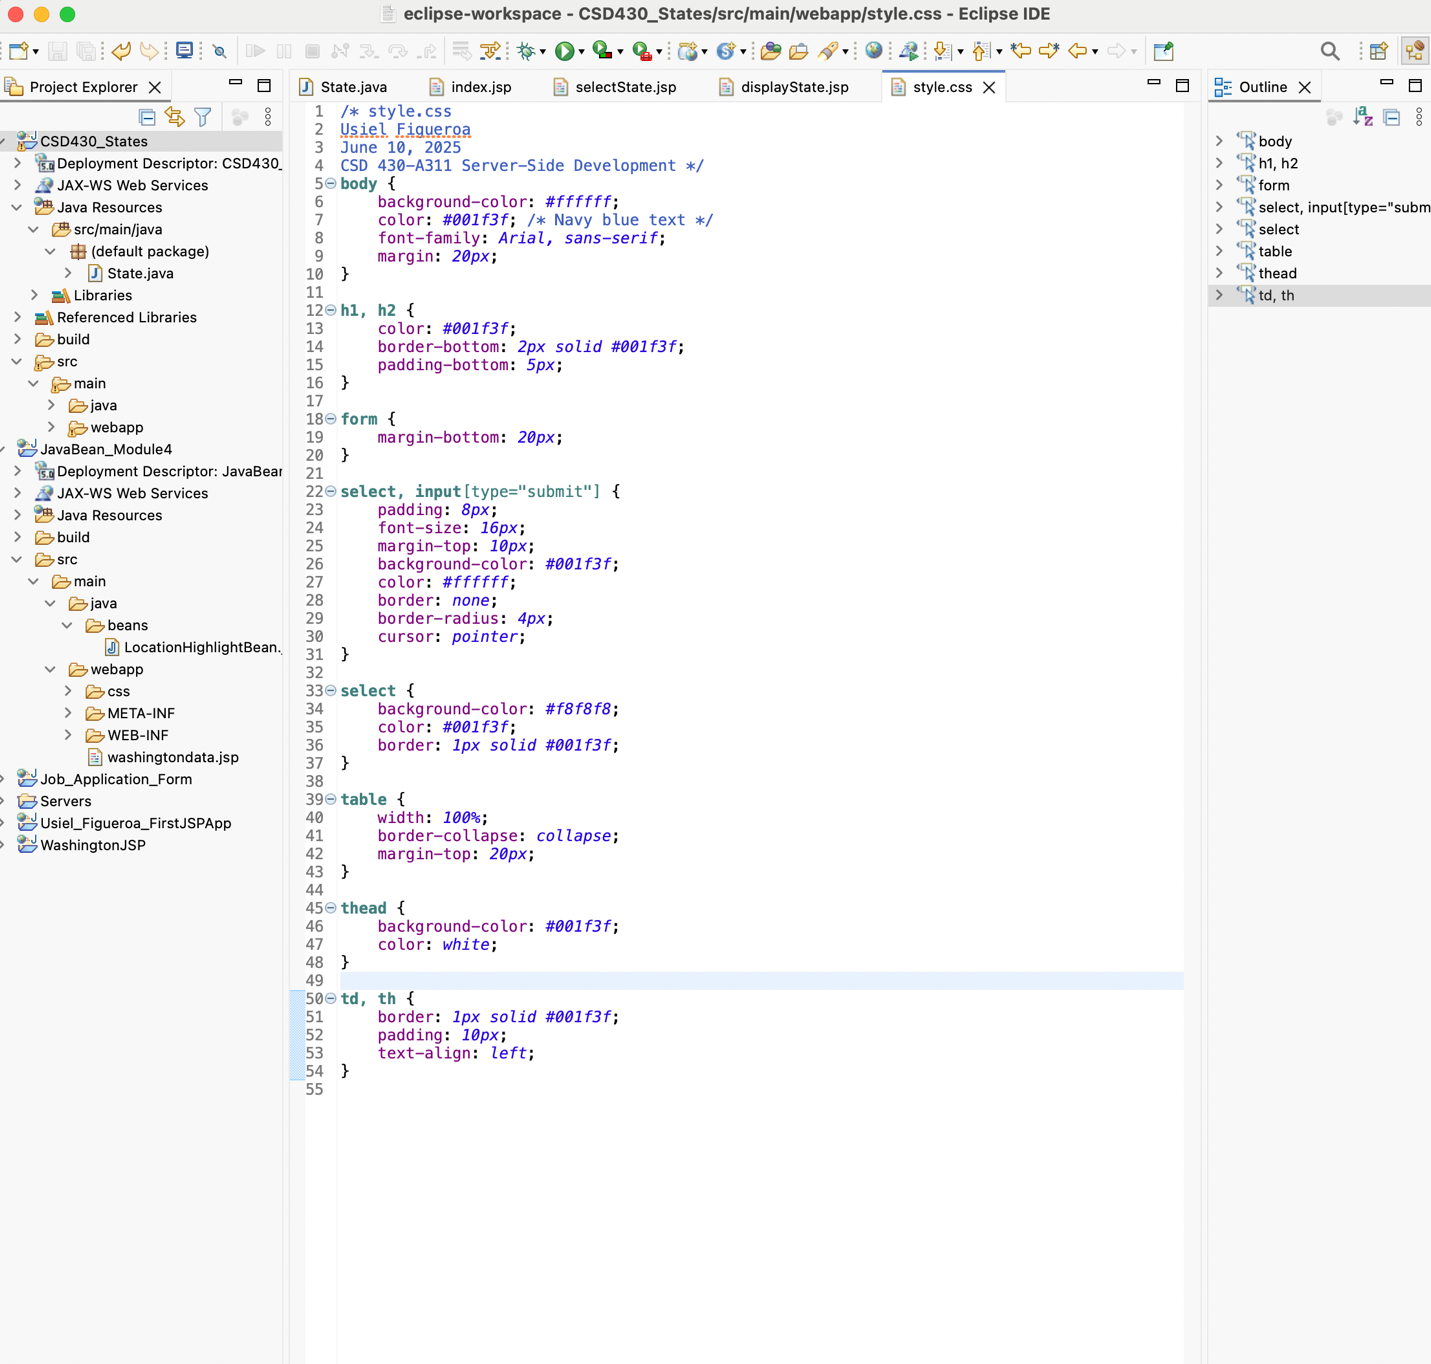 eclipse-workspace - CSD430_States/src/main/webapp/style.css - Eclipse IDE
Project Explorer
CSD430_States
Deployment Descriptor: CSD430_
JAX-WS Web Services
Java Resources
src/main/java
(default package)
State.java
Libraries
Referenced Libraries
build
src
main
java
webapp
JavaBean_Module4
Deployment Descriptor: JavaBean
JAX-WS Web Services
Java Resources
build
src
main
java
beans
LocationHighlightBean.
webapp
css
META-INF
WEB-INF
washingtondata.jsp
Job_Application_Form
Servers
Usiel_Figueroa_FirstJSPApp
WashingtonJSP
State.java index.jsp selectState.jsp displayState.jsp style.css
1 /* style.css
2 Usiel Figueroa
3 June 10, 2025
4 CSD 430-A311 Server-Side Development */
5 body {
6 background-color: #ffffff;
7 color: #001f3f; /* Navy blue text */
8 font-family: Arial, sans-serif;
9 margin: 20px;
10 }
11
12 h1, h2 {
13 color: #001f3f;
14 border-bottom: 2px solid #001f3f;
15 padding-bottom: 5px;
16 }
17
18 form {
19 margin-bottom: 20px;
20 }
21
22 select, input[type="submit"] {
23 padding: 8px;
24 font-size: 16px;
25 margin-top: 10px;
26 background-color: #001f3f;
27 color: #ffffff;
28 border: none;
29 border-radius: 4px;
30 cursor: pointer;
31 }
32
33 select {
34 background-color: #f8f8f8;
35 color: #001f3f;
36 border: 1px solid #001f3f;
37 }
38
39 table {
40 width: 100%;
41 border-collapse: collapse;
42 margin-top: 20px;
43 }
44
45 thead {
46 background-color: #001f3f;
47 color: white;
48 }
49
50 td, th {
51 border: 1px solid #001f3f;
52 padding: 10px;
53 text-align: left;
54 }
55
Outline
body
h1, h2
form
select, input[type="subm
select
table
thead
td, th